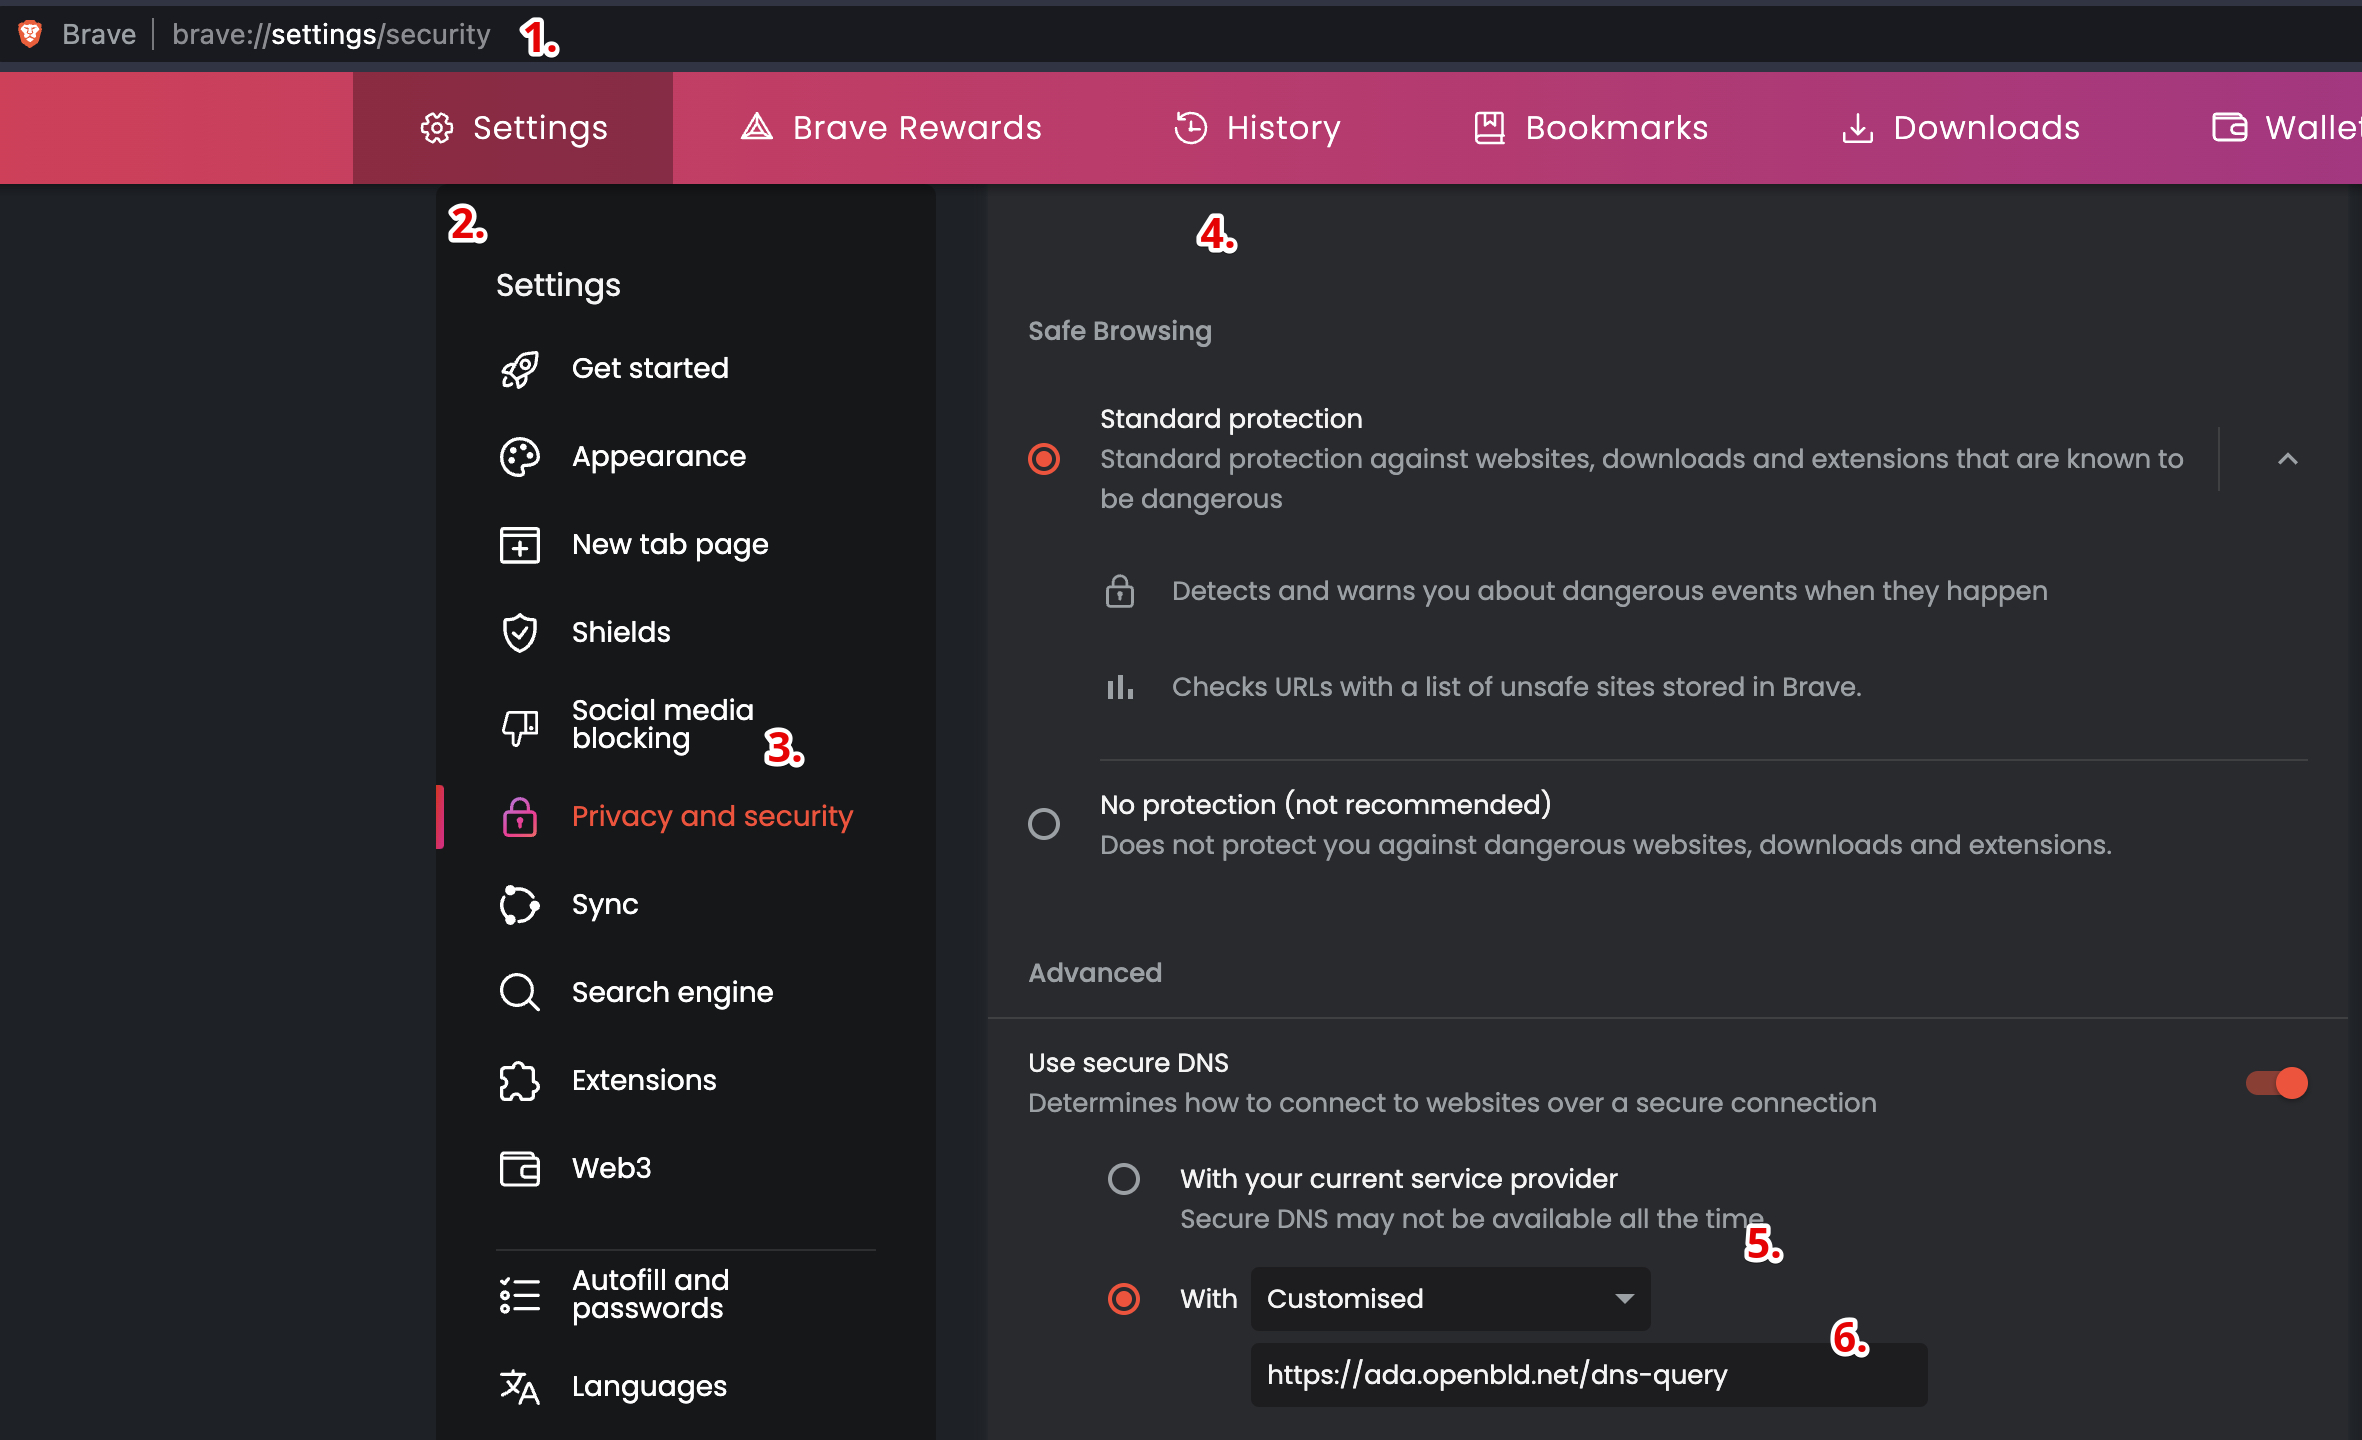 Brave | brave://settings/security 1.
Settings
Brave Rewards
History
Bookmarks
Downloads
Wallet
2.
Settings
Get started
Appearance
New tab page
Shields
Social media
blocking
3.
Privacy and security
Sync
Search engine
Extensions
Web3
Autofill and
passwords
Languages
4.
Safe Browsing
Standard protection
Standard protection against websites, downloads and extensions that are known to
be dangerous
Detects and warns you about dangerous events when they happen
Checks URLs with a list of unsafe sites stored in Brave.
No protection (not recommended)
Does not protect you against dangerous websites, downloads and extensions.
Advanced
Use secure DNS
Determines how to connect to websites over a secure connection
With your current service provider
Secure DNS may not be available all the time
5.
With Customised
6.
https://ada.openbld.net/dns-query